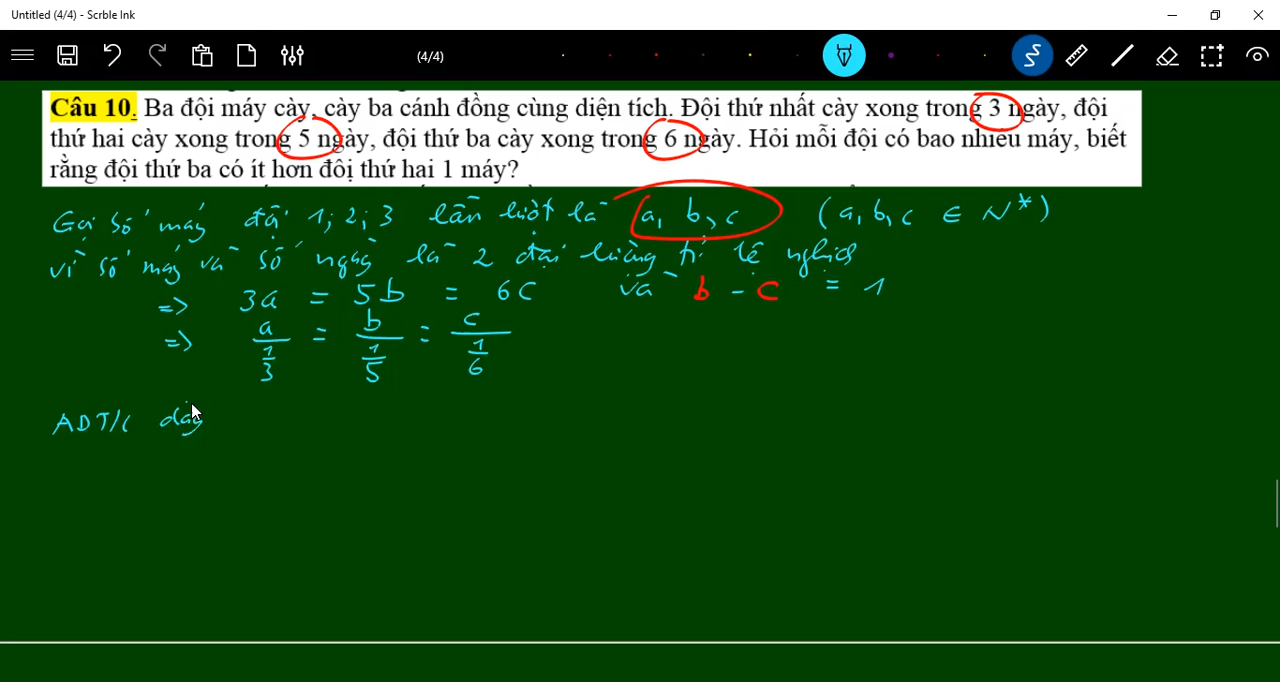 Untitled (4/4) - Scrble Ink
(4/4)
Câu 10. Ba đội máy cày, cày ba cánh đồng cùng diện tích. Đội thứ nhất cày xong trong 3 ngày, đội
thứ hai cày xong trong 5 ngày, đội thứ ba cày xong trong 6 ngày. Hỏi mỗi đội có bao nhiêu máy, biết
rằng đội thứ ba có ít hơn đội thứ hai 1 máy?
Gọi số máy đội 1; 2; 3 lần lượt là a, b, c (a, b, c ∈ N*)
vì số máy và số ngày là 2 đại lượng tỉ lệ nghịch
=> 3a = 5b = 6c và b - c = 1
=> a/(1/3) = b/(1/5) = c/(1/6)
ADT/C dãy